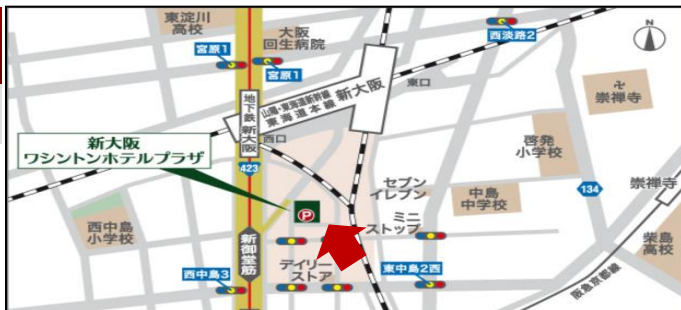 東淀川
高校
宮原1
大阪
回生病院
宮原1
西淡路2
N
山陽・東海道新幹線
東海道本線
新大阪
東口
地下鉄
新大阪
西口
崇禅寺
新大阪
ワシントンホテルプラザ
423
啓発
小学校
セブン
イレブン
中島
中学校
134
崇禅寺
P
ミニ
ストップ
西中島
小学校
新御堂筋
柴島
高校
デイリー
ストア
西中島3
東中島2西
阪急京都線